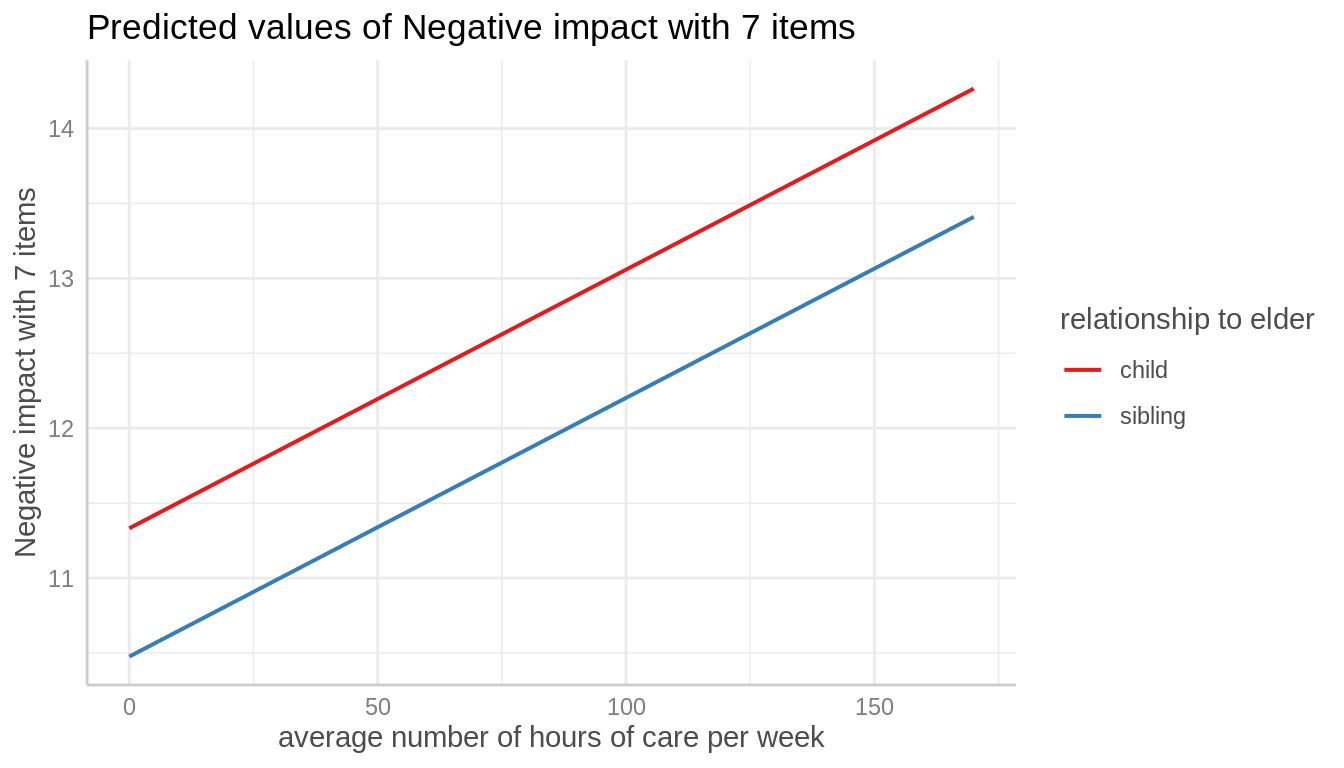 Predicted values of Negative impact with 7 items
Negative impact with 7 items
14
13
12
11
0
50
100
150
average number of hours of care per week
relationship to elder
child
sibling